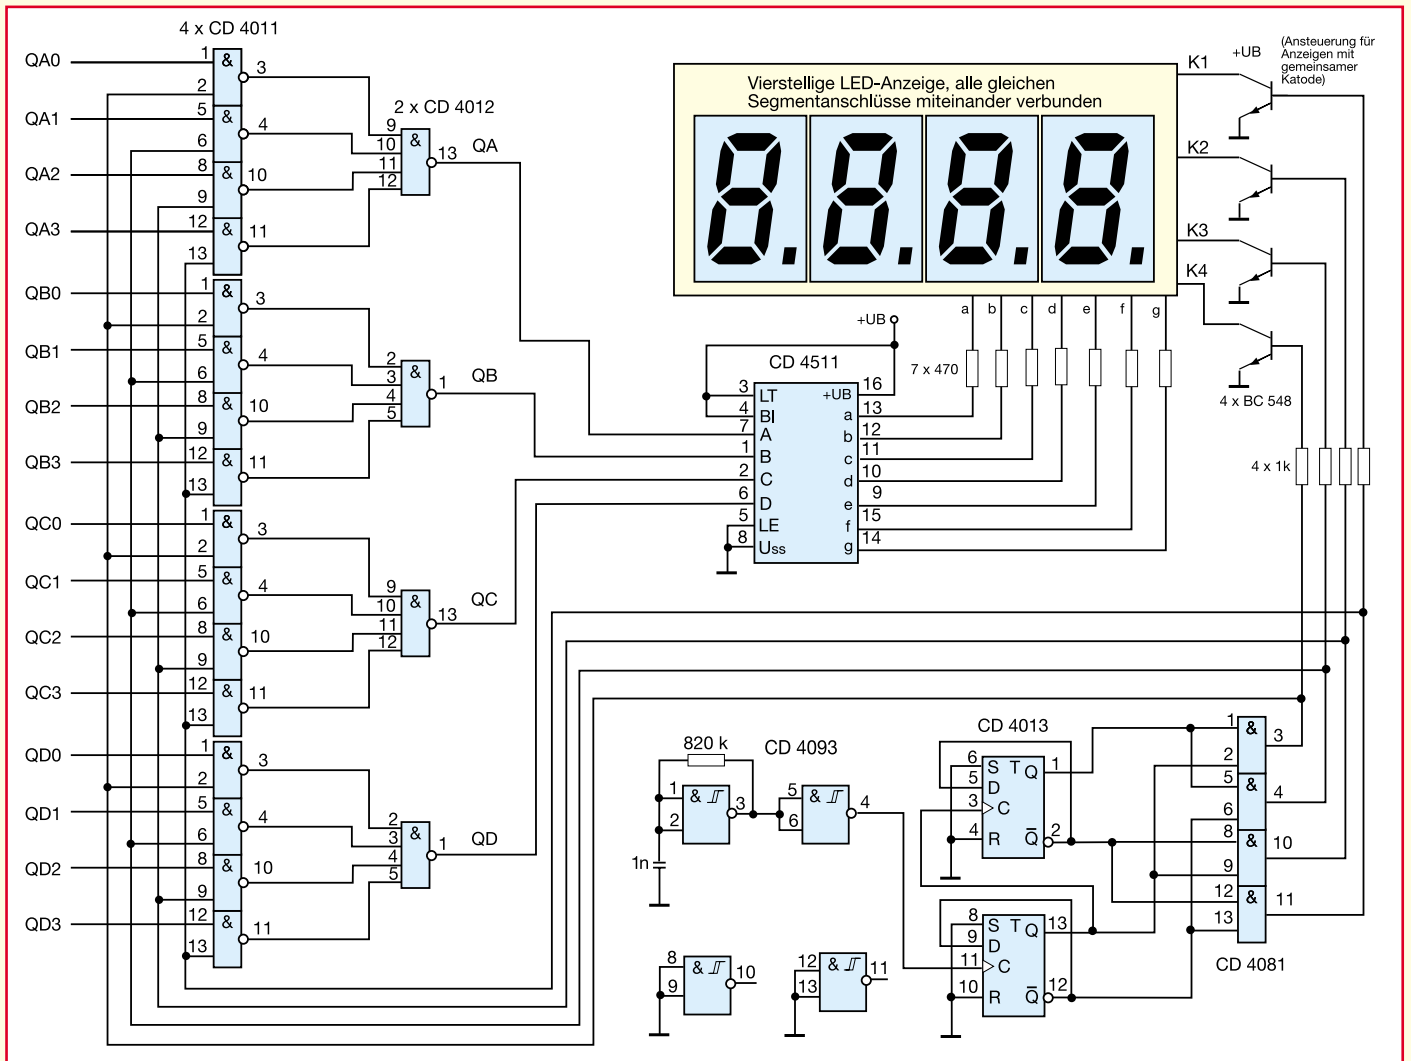 4 x CD 4011
QA0
1
&
3
2
QA1
5
&
4
6
QA2
8
&
10
9
QA3
12
&
11
13
QB0
1
&
3
2
QB1
5
&
4
6
QB2
8
&
10
9
QB3
12
&
11
13
QC0
1
&
3
2
QC1
5
&
4
6
QC2
8
&
10
9
QC3
12
&
11
13
QD0
1
&
3
2
QD1
5
&
4
6
QD2
8
&
10
9
QD3
12
&
11
13
2 x CD 4012
9
10
11
12
&
13
QA
2
3
4
5
&
1
QB
9
10
11
12
&
13
QC
2
3
4
5
&
1
QD
Vierstellige LED-Anzeige, alle gleichen
Segmentanschlüsse miteinander verbunden
8.8.8.8.
K1
K2
K3
K4
+UB
(Ansteuerung für
Anzeigen mit
gemeinsamer
Katode)
4 x BC 548
4 x 1k
a b c d e f g
7 x 470
+UB
CD 4511
3 LT
4 BI
7 A
1 B
2 C
6 D
5 LE
8 Uss
+UB 16
a 13
b 12
c 11
d 10
e 9
f 15
g 14
820 k
CD 4093
1
2
&
3
5
6
&
4
1n
8
9
&
10
12
13
&
11
CD 4013
6 S T Q 1
5 D
3 C
4 R Q̅ 2
8 S T Q 13
9 D
11 C
10 R Q̅ 12
1
2
&
3
5
6
&
4
8
9
&
10
12
13
&
11
CD 4081